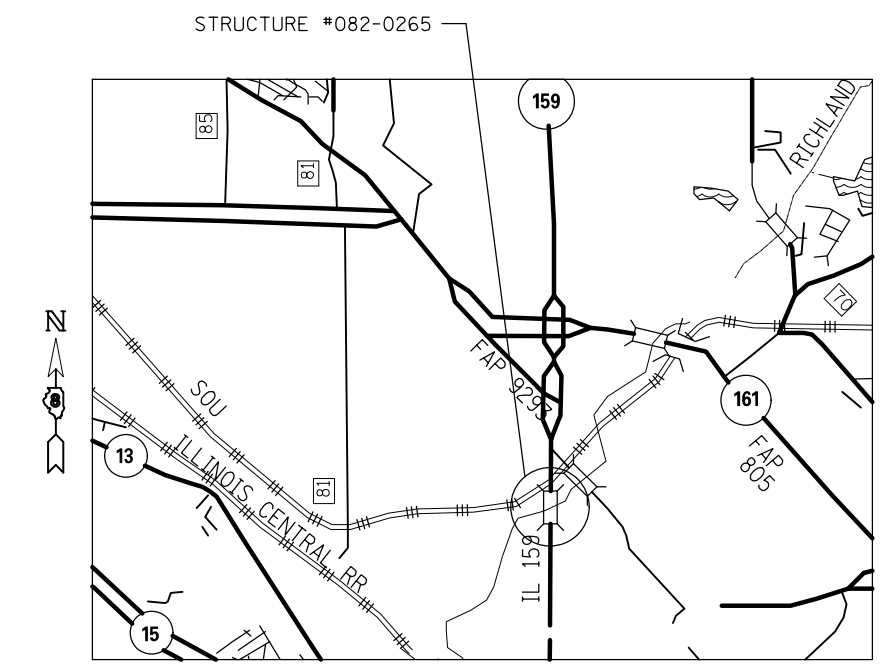 STRUCTURE #082-0265
159
RICHLAND
85
81
70
N
8
SOU
FAP 9293
161
FAP
805
13
ILLINOIS CENTRAL RR
81
IL 159
15